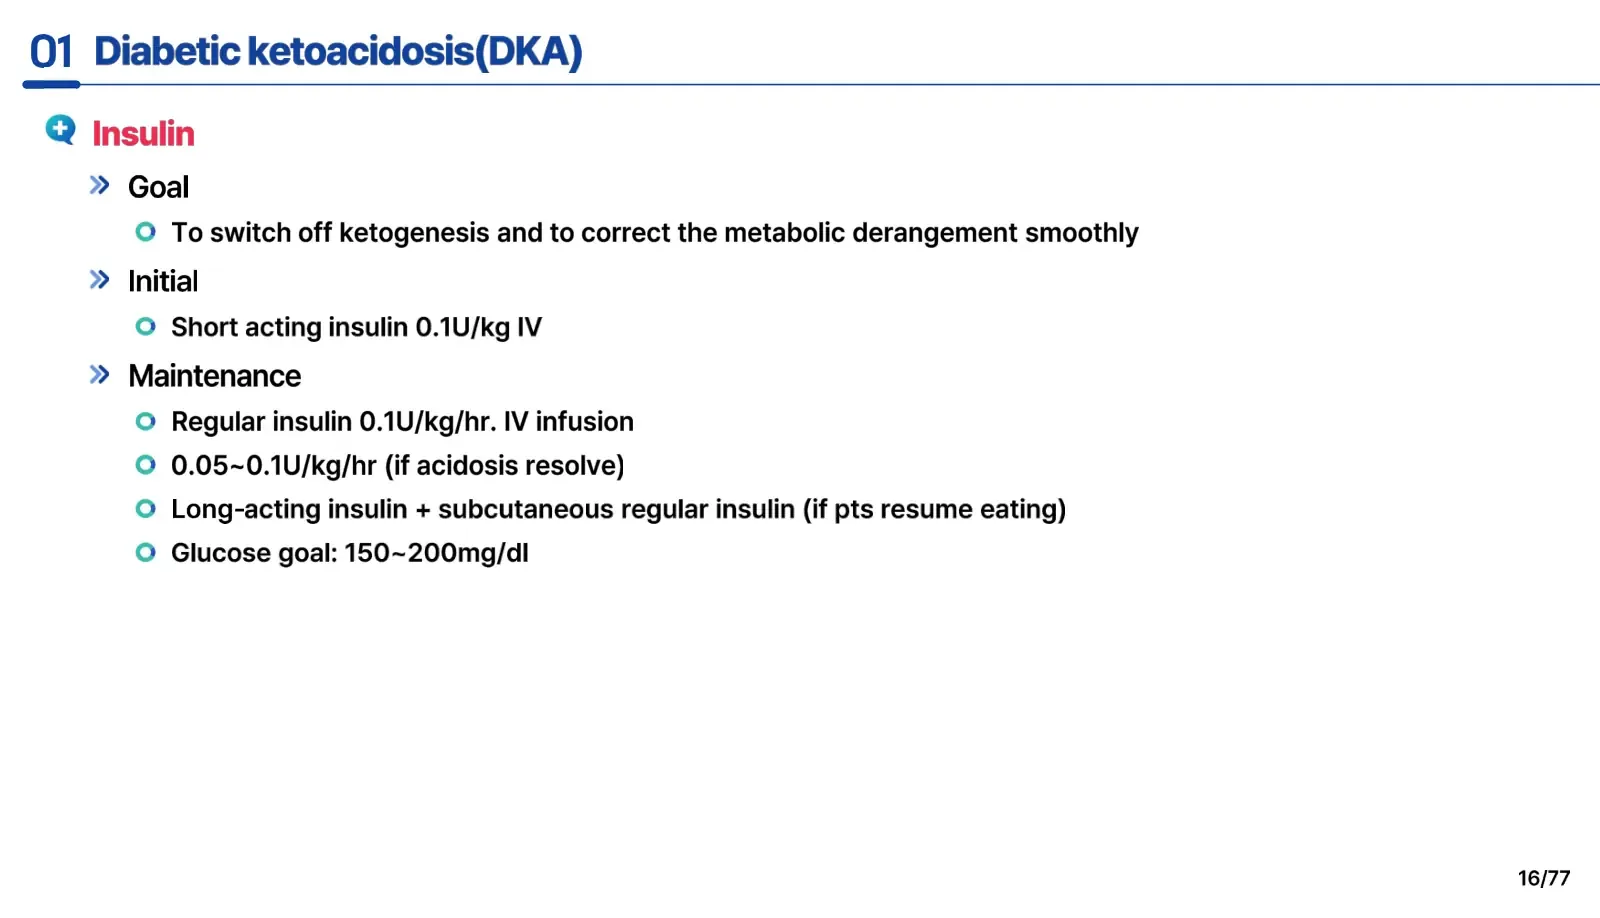 01 Diabetic ketoacidosis(DKA)
Insulin
Goal
To switch off ketogenesis and to correct the metabolic derangement smoothly
Initial
Short acting insulin 0.1U/kg IV
Maintenance
Regular insulin 0.1U/kg/hr. IV infusion
0.05~0.1U/kg/hr (if acidosis resolve)
Long-acting insulin + subcutaneous regular insulin (if pts resume eating)
Glucose goal: 150~200mg/dl
16/77